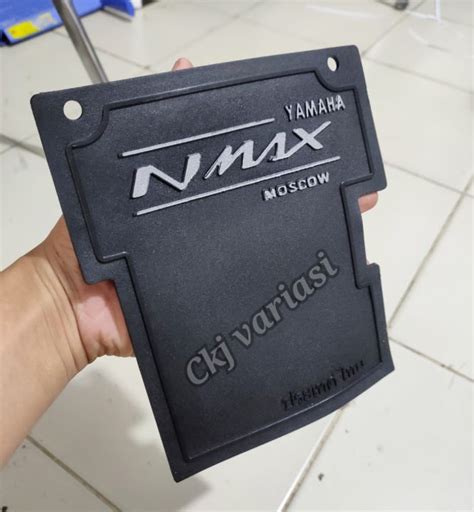 YAMAHA
NMAX
MOSCOW
Ckj variasi